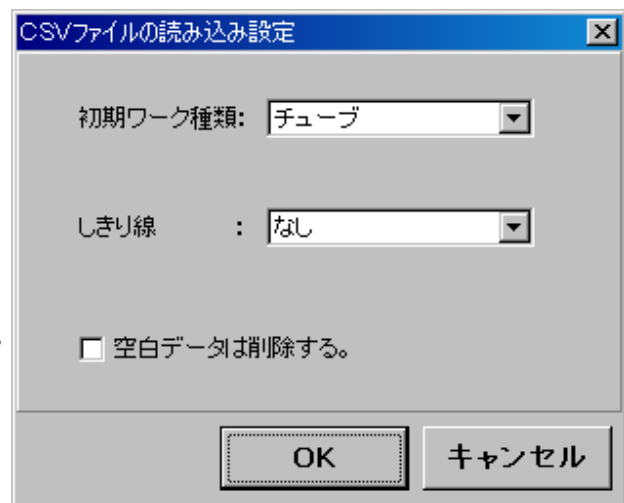 CSVファイルの読み込み設定
初期ワーク種類: チューブ
しきり線 : なし
空白データは削除する。
OK キャンセル